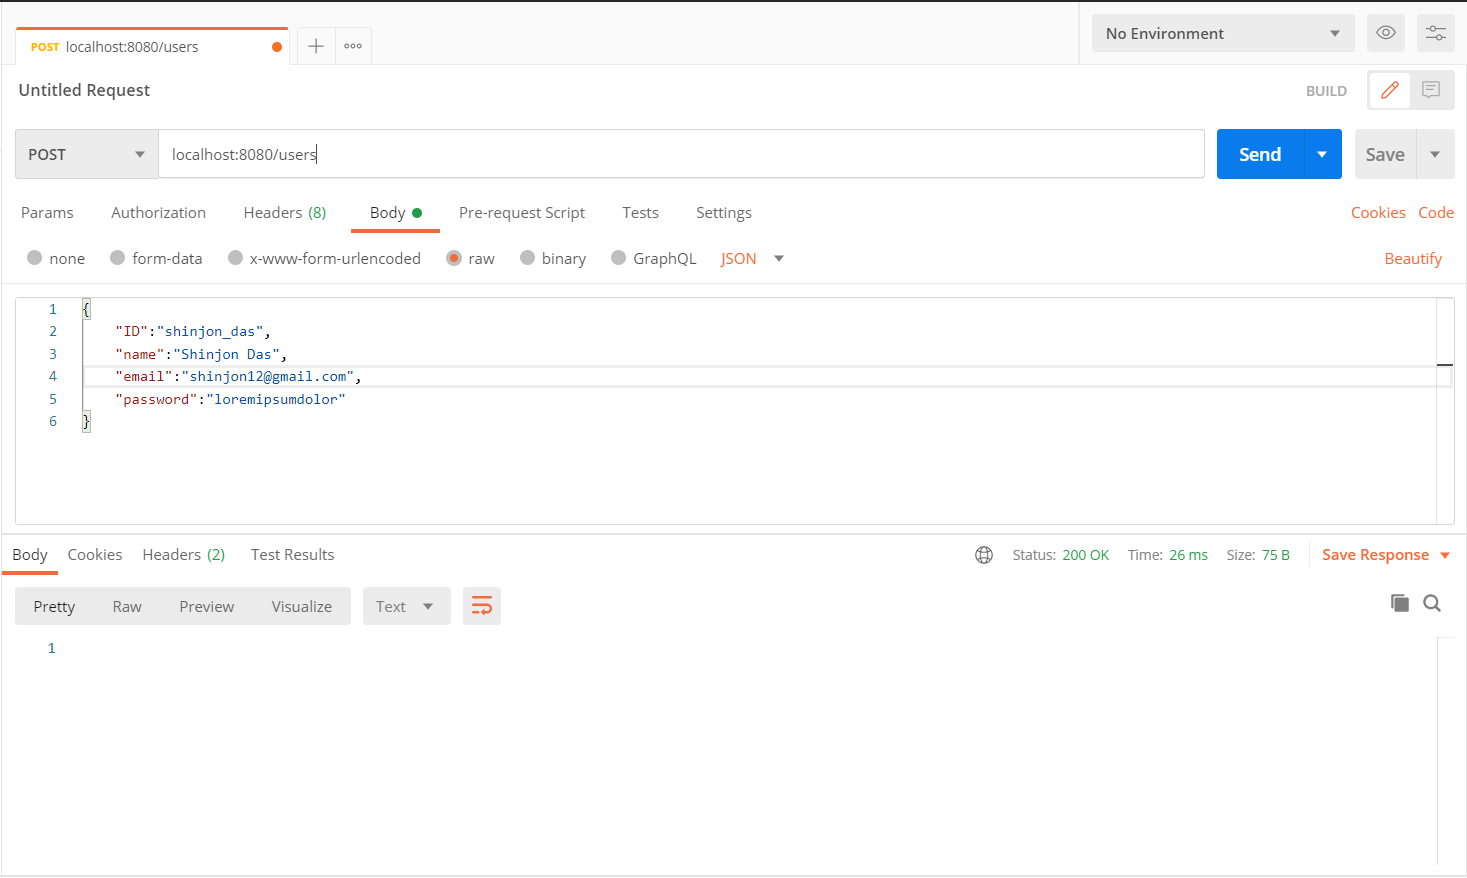 POST localhost:8080/users
No Environment
Untitled Request
BUILD
POST localhost:8080/users Send Save
Params Authorization Headers (8) Body Pre-request Script Tests Settings Cookies Code
none form-data x-www-form-urlencoded raw binary GraphQL JSON Beautify
1 {
2 "ID":"shinjon_das",
3 "name":"Shinjon Das",
4 "email":"shinjon12@gmail.com",
5 "password":"loremipsumdolor"
6 }
Body Cookies Headers (2) Test Results Status: 200 OK Time: 26 ms Size: 75 B Save Response
Pretty Raw Preview Visualize Text
1